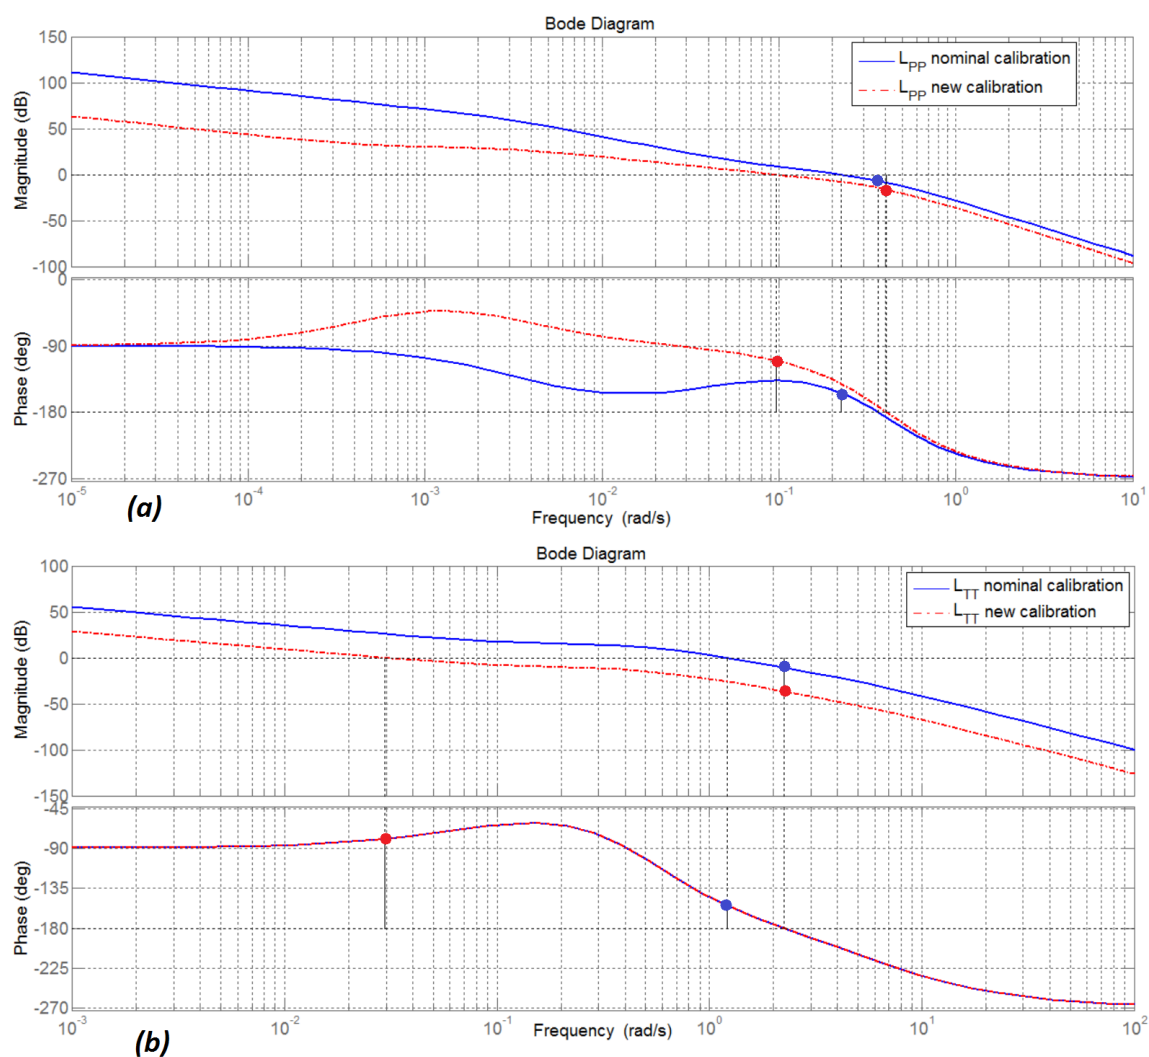 Bode Diagram
150
100
50
0
-50
-100
Magnitude (dB)
L_PP nominal calibration
L_PP new calibration
0
-90
-180
-270
Phase (deg)
10^-5 10^-4 10^-3 10^-2 10^-1 10^0 10^1
(a)
Frequency (rad/s)
Bode Diagram
100
50
0
-50
-100
-150
Magnitude (dB)
L_TT nominal calibration
L_TT new calibration
-45
-90
-135
-180
-225
-270
Phase (deg)
10^-3 10^-2 10^-1 10^0 10^1 10^2
Frequency (rad/s)
(b)